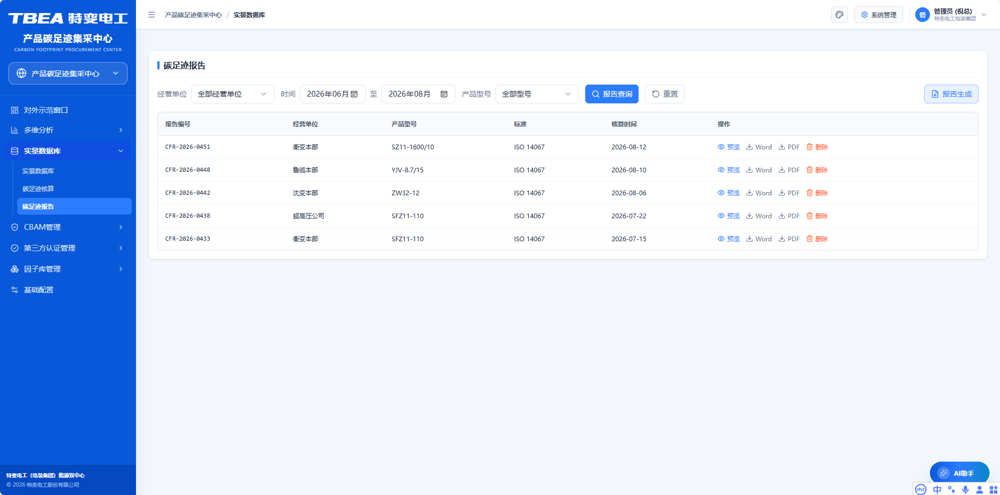 TBEA 特变电工
产品碳足迹集采中心
CARBON FOOTPRINT PROCUREMENT CENTER
产品碳足迹集采中心
对外示范窗口
多维分析
实景数据库
实景数据库
碳足迹核算
碳足迹报告
CBAM管理
第三方认证管理
因子库管理
基础配置
特变电工（电装集团）能源双中心
© 2026 特变电工股份有限公司
产品碳足迹集采中心 / 实景数据库
系统管理
管 管理员 (倪总)
特变电工电装集团
碳足迹报告
经营单位 全部经营单位 时间 2026年06月 至 2026年08月 产品型号 全部型号 报告查询 重置 报告生成
报告编号 经营单位 产品型号 标准 核算时间 操作
CFR-2026-0451 衡变本部 SZ11-1600/10 ISO 14067 2026-08-12 预览 Word PDF 删除
CFR-2026-0448 鲁缆本部 YJV-8.7/15 ISO 14067 2026-08-10 预览 Word PDF 删除
CFR-2026-0442 沈变本部 ZW32-12 ISO 14067 2026-08-06 预览 Word PDF 删除
CFR-2026-0438 超高压公司 SFZ11-110 ISO 14067 2026-07-22 预览 Word PDF 删除
CFR-2026-0433 衡变本部 SFZ11-110 ISO 14067 2026-07-15 预览 Word PDF 删除
AI助手
iFLY 中